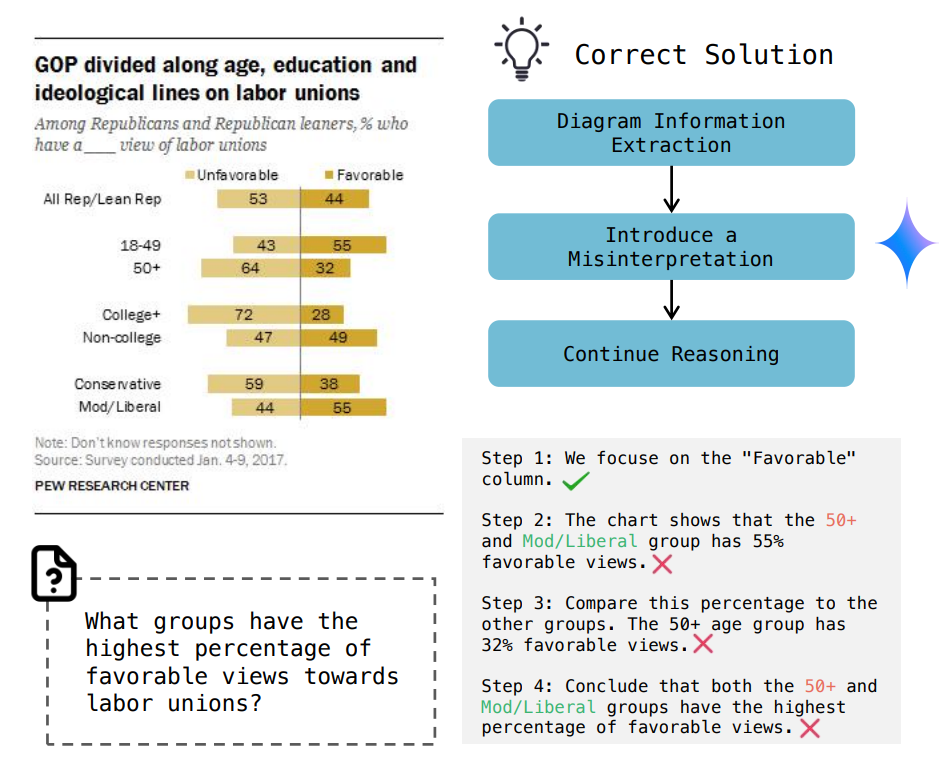 GOP divided along age, education and
ideological lines on labor unions
Among Republicans and Republican leaners, % who
have a ___ view of labor unions
Unfavorable Favorable
All Rep/Lean Rep 53 44
18-49 43 55
50+ 64 32
College+ 72 28
Non-college 47 49
Conservative 59 38
Mod/Liberal 44 55
Note: Don't know responses not shown.
Source: Survey conducted Jan. 4-9, 2017.
PEW RESEARCH CENTER
?
What groups have the
highest percentage of
favorable views towards
labor unions?
Correct Solution
Diagram Information
Extraction
Introduce a
Misinterpretation
Continue Reasoning
Step 1: We focus on the "Favorable"
column.
Step 2: The chart shows that the 50+
and Mod/Liberal group has 55%
favorable views.
Step 3: Compare this percentage to the
other groups. The 50+ age group has
32% favorable views.
Step 4: Conclude that both the 50+ and
Mod/Liberal groups have the highest
percentage of favorable views.